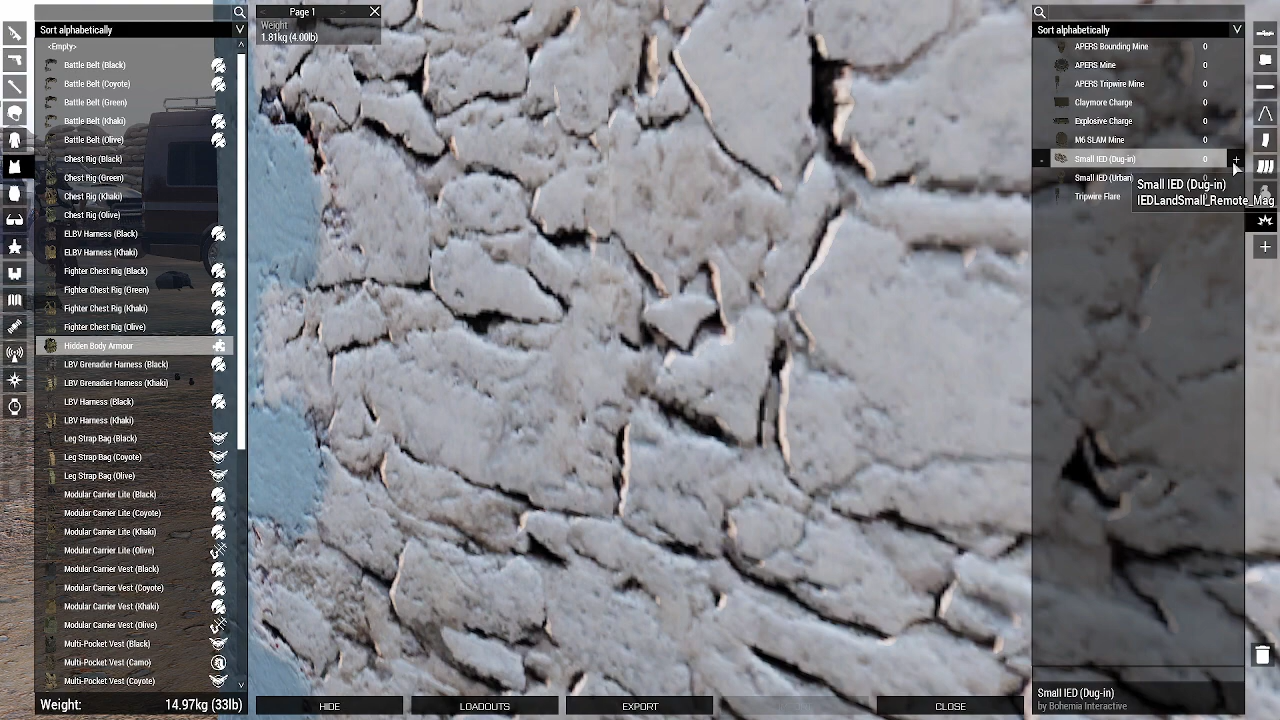 Sort alphabetically
<Empty>
Battle Belt (Black)
Battle Belt (Coyote)
Battle Belt (Green)
Battle Belt (Khaki)
Battle Belt (Olive)
Chest Rig (Black)
Chest Rig (Green)
Chest Rig (Khaki)
Chest Rig (Olive)
ELBV Harness (Black)
ELBV Harness (Khaki)
Fighter Chest Rig (Black)
Fighter Chest Rig (Green)
Fighter Chest Rig (Khaki)
Fighter Chest Rig (Olive)
Hidden Body Armour
LBV Grenadier Harness (Black)
LBV Grenadier Harness (Khaki)
LBV Harness (Black)
LBV Harness (Khaki)
Leg Strap Bag (Black)
Leg Strap Bag (Coyote)
Leg Strap Bag (Olive)
Modular Carrier Lite (Black)
Modular Carrier Lite (Coyote)
Modular Carrier Lite (Khaki)
Modular Carrier Lite (Olive)
Modular Carrier Vest (Black)
Modular Carrier Vest (Coyote)
Modular Carrier Vest (Khaki)
Modular Carrier Vest (Olive)
Multi-Pocket Vest (Black)
Multi-Pocket Vest (Camo)
Multi-Pocket Vest (Coyote)
Weight: 14.97kg (33lb)
< Page 1 >
Weight
1.81kg (4.00lb)
HIDE
LOADOUTS
EXPORT
CLOSE
Sort alphabetically
APERS Bounding Mine 0
APERS Mine 0
APERS Tripwire Mine 0
Claymore Charge 0
Explosive Charge 0
M6 SLAM Mine 0
- Small IED (Dug-in) 0 +
Small IED (Urban
Tripwire Flare
Small IED (Dug-in)
IEDLandSmall_Remote_Mag
Small IED (Dug-in)
by Bohemia Interactive